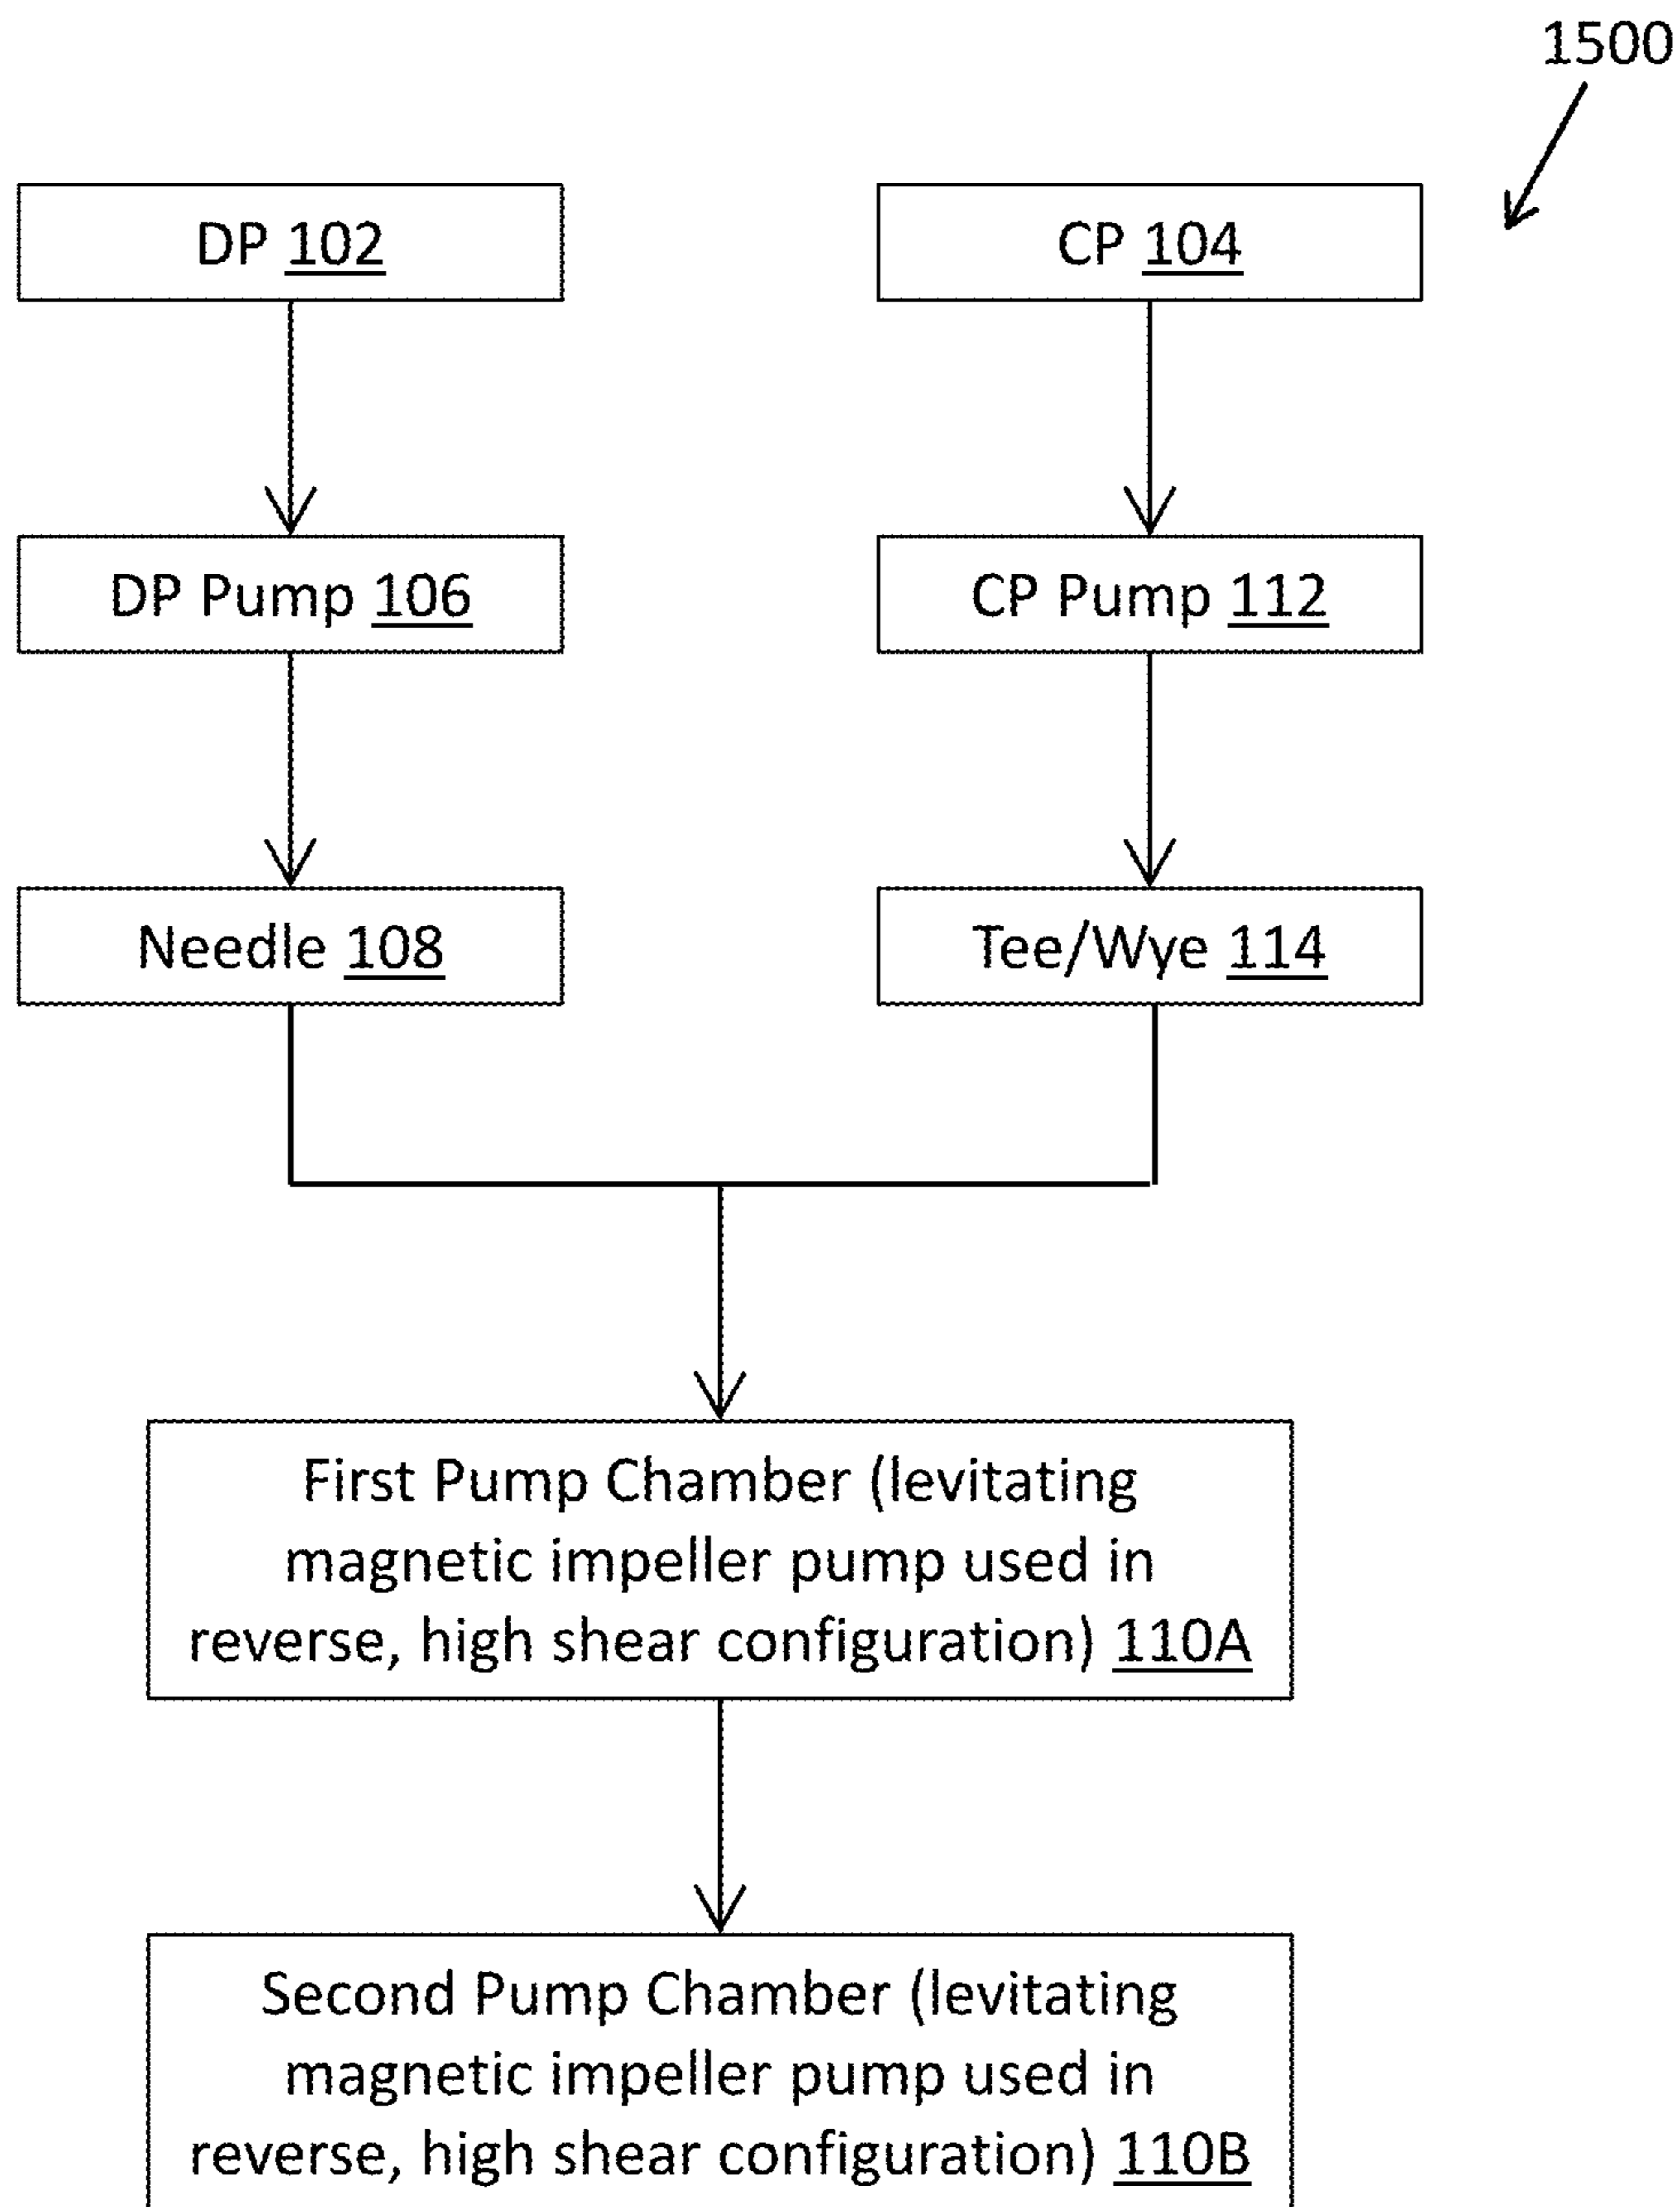 1500
DP 102
CP 104
DP Pump 106
CP Pump 112
Needle 108
Tee/Wye 114
First Pump Chamber (levitating
magnetic impeller pump used in
reverse, high shear configuration) 110A
Second Pump Chamber (levitating
magnetic impeller pump used in
reverse, high shear configuration) 110B